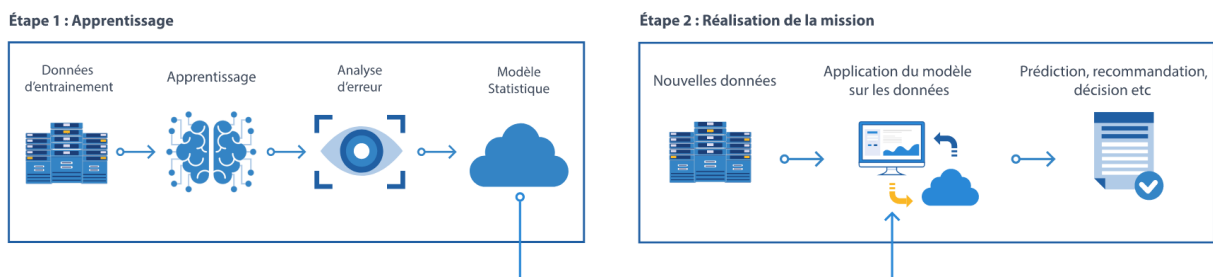 Étape 1 : Apprentissage
Données
d'entrainement
Apprentissage
Analyse
d'erreur
Modèle
Statistique
Étape 2 : Réalisation de la mission
Nouvelles données
Application du modèle
sur les données
Prédiction, recommandation,
décision etc